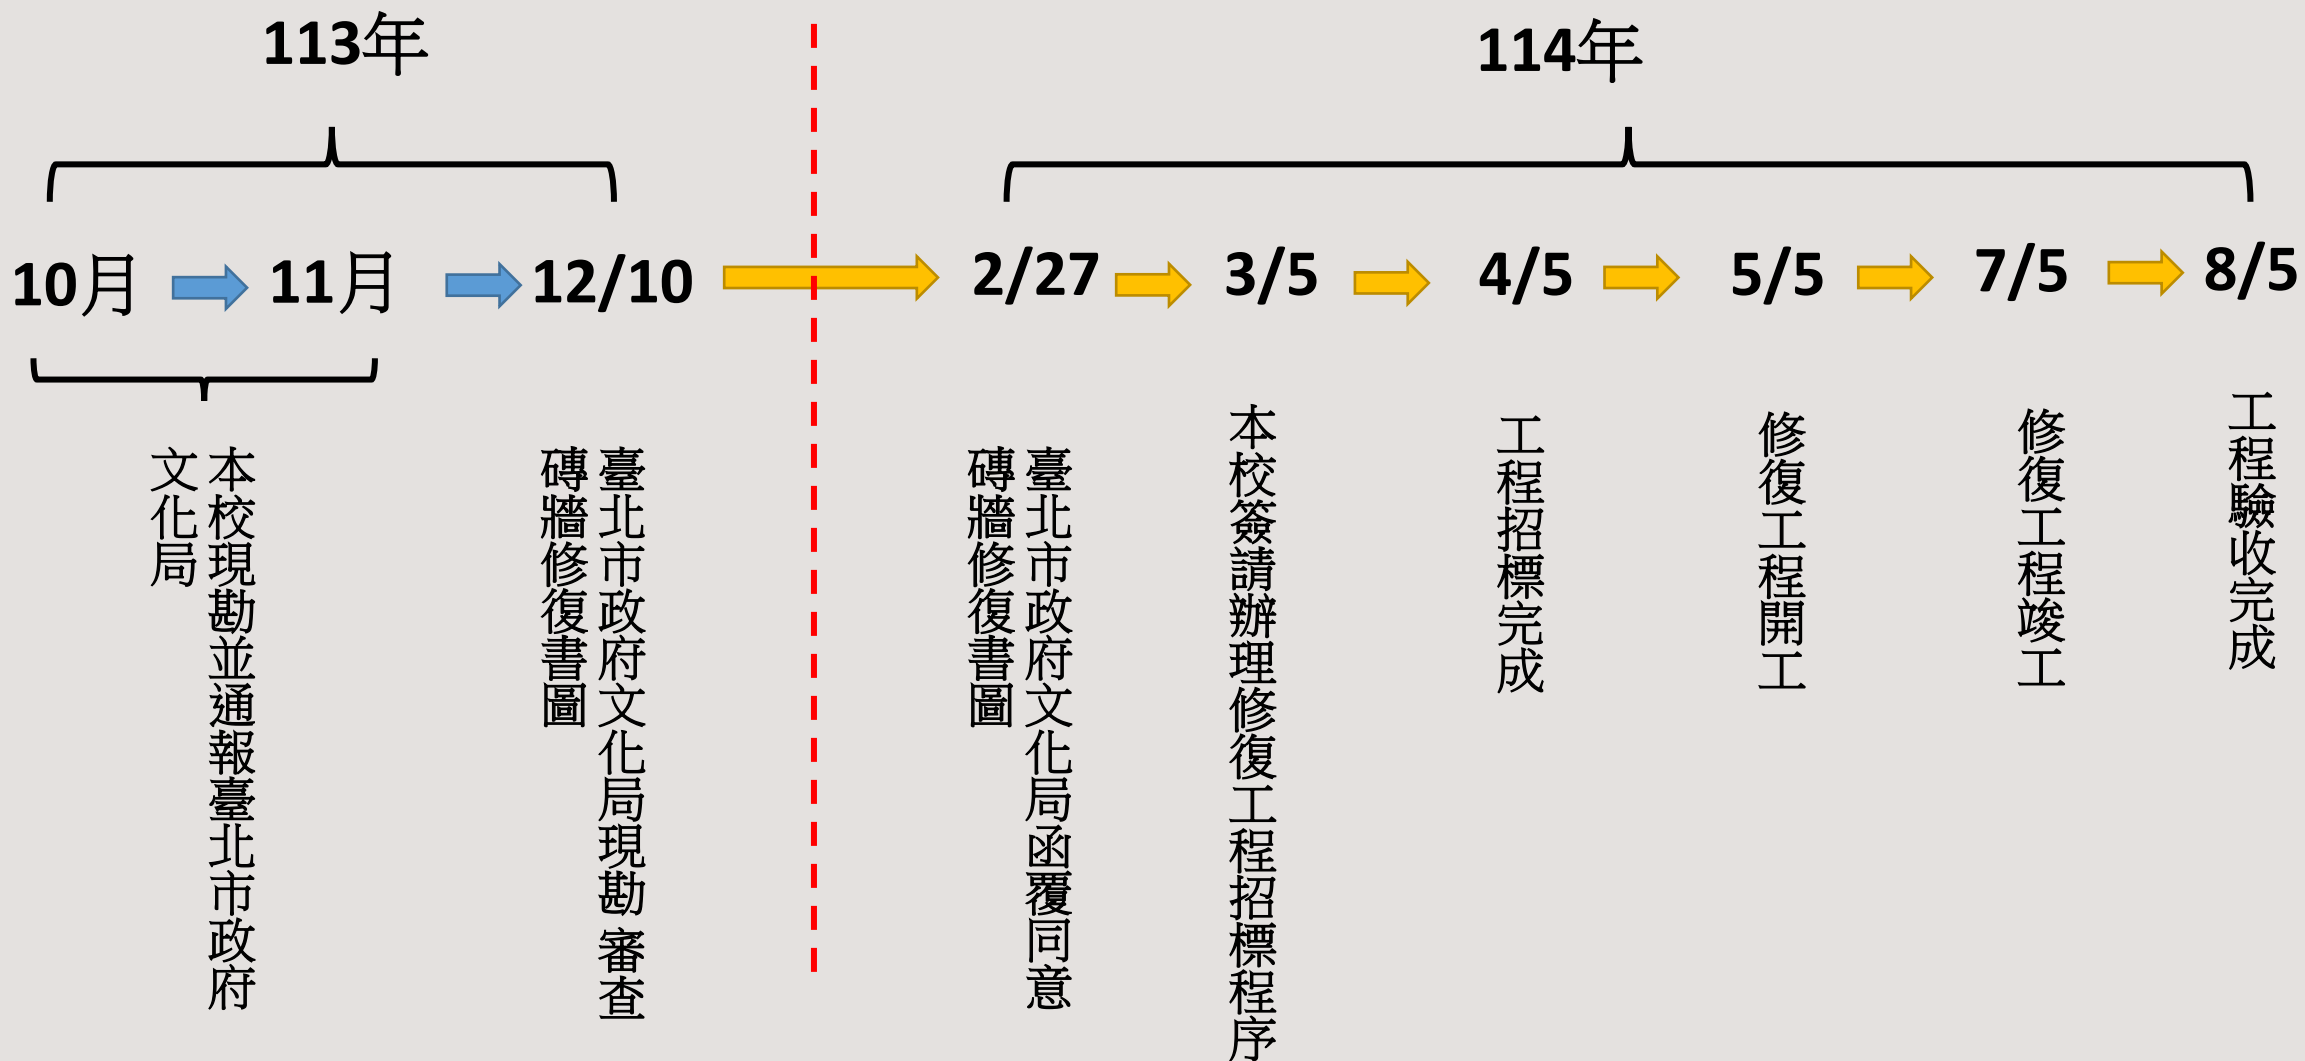 113年
114年
10月
11月
12/10
2/27
3/5
4/5
5/5
7/5
8/5
本校現勘並通報臺北市政府
文化局
臺北市政府文化局現勘 審查
磚牆修復書圖
臺北市政府文化局函覆同意
磚牆修復書圖
本校簽請辦理修復工程招標程序
工程招標完成
修復工程開工
修復工程竣工
工程驗收完成